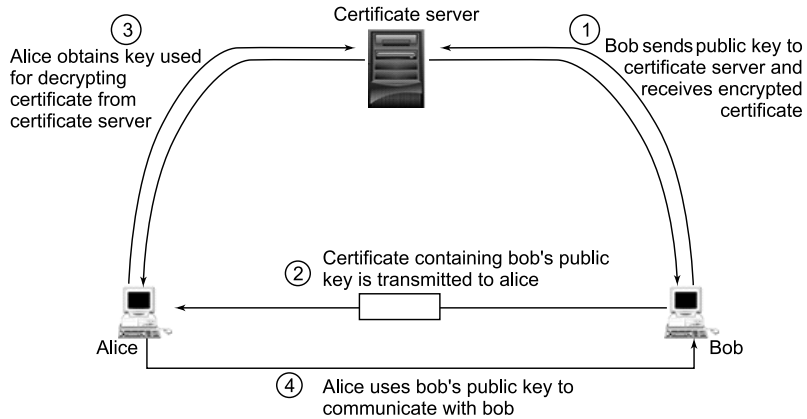 Certificate server
3
Alice obtains key used
for decrypting
certificate from
certificate server
1
Bob sends public key to
certificate server and
receives encrypted
certificate
2
Certificate containing bob's public
key is transmitted to alice
Alice
Bob
4
Alice uses bob's public key to
communicate with bob